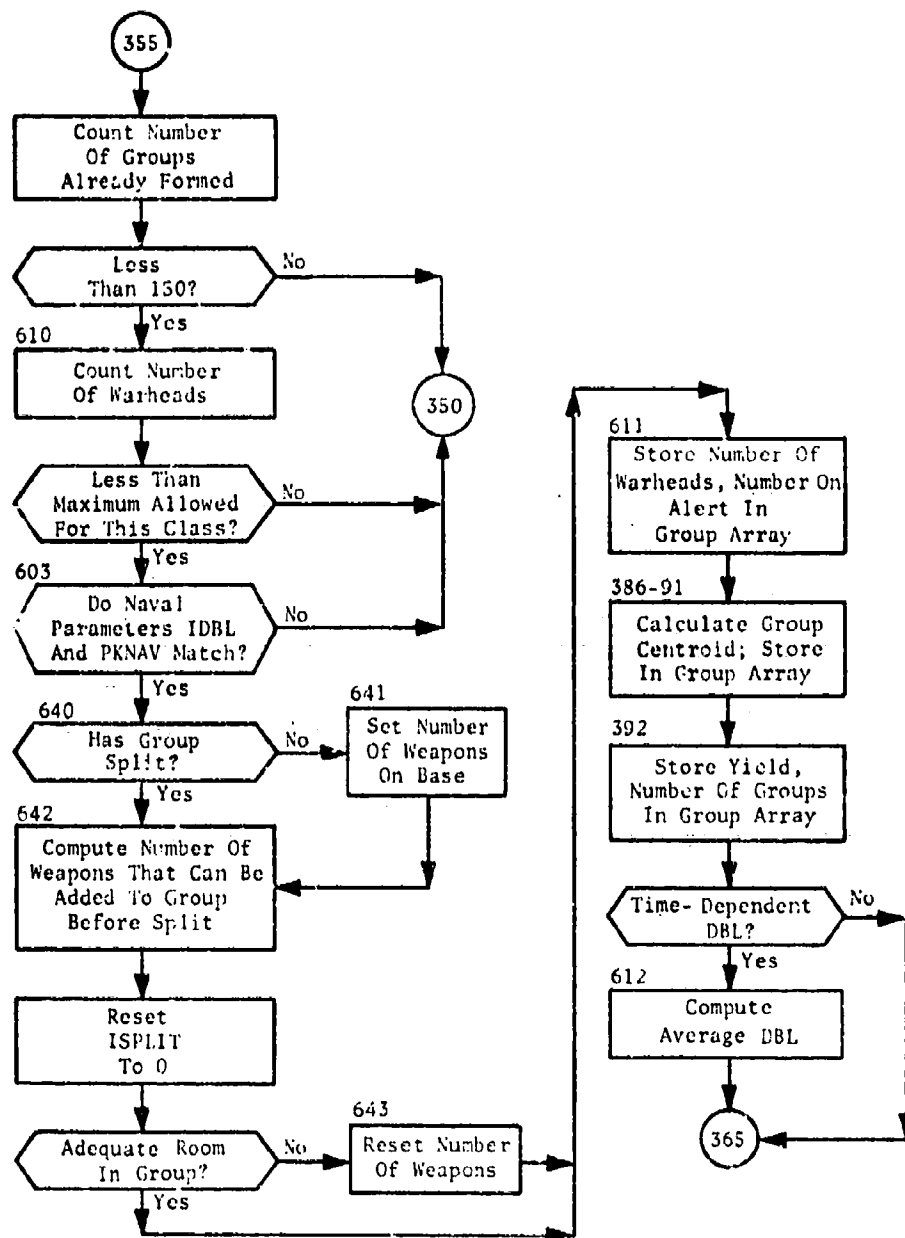 355
Count Number
Of Groups
Already Formed
Less
Than 150?
No
Yes
610
Count Number
Of Warheads
350
Less Than
Maximum Allowed
For This Class?
No
Yes
603
Do Naval
Parameters IDBL
And PKNAV Match?
No
Yes
640
Has Group
Split?
No
641
Set Number
Of Weapons
On Base
Yes
642
Compute Number Of
Weapons That Can Be
Added To Group
Before Split
Reset
ISPLIT
To 0
Adequate Room
In Group?
No
643
Reset Number
Of Weapons
Yes
611
Store Number Of
Warheads, Number On
Alert In
Group Array
386-91
Calculate Group
Centroid; Store
In Group Array
392
Store Yield,
Number Of Groups
In Group Array
Time- Dependent
DBL?
No
Yes
612
Compute
Average DBL
365